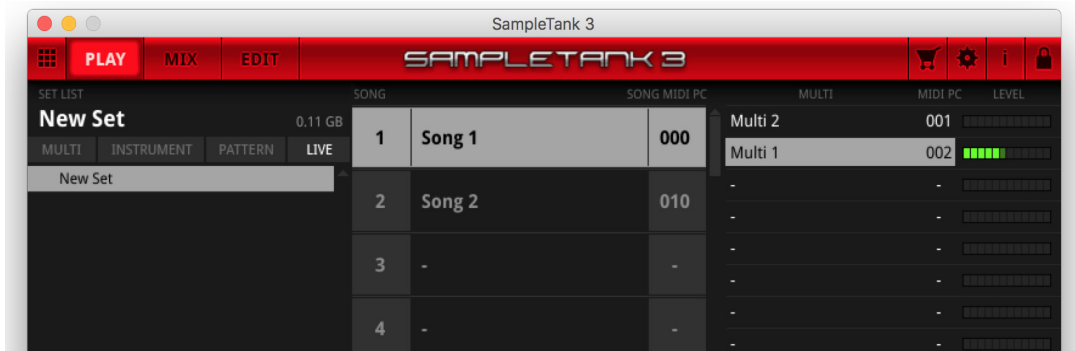 SampleTank 3
PLAY MIX EDIT SAMPLETANK 3 i
SET LIST SONG SONG MIDI PC MULTI MIDI PC LEVEL
New Set 0.11 GB
MULTI INSTRUMENT PATTERN LIVE
New Set
1 Song 1 000
2 Song 2 010
3 - -
4 - -
Multi 2 001
Multi 1 002
- -
- -
- -
- -
- -
- -